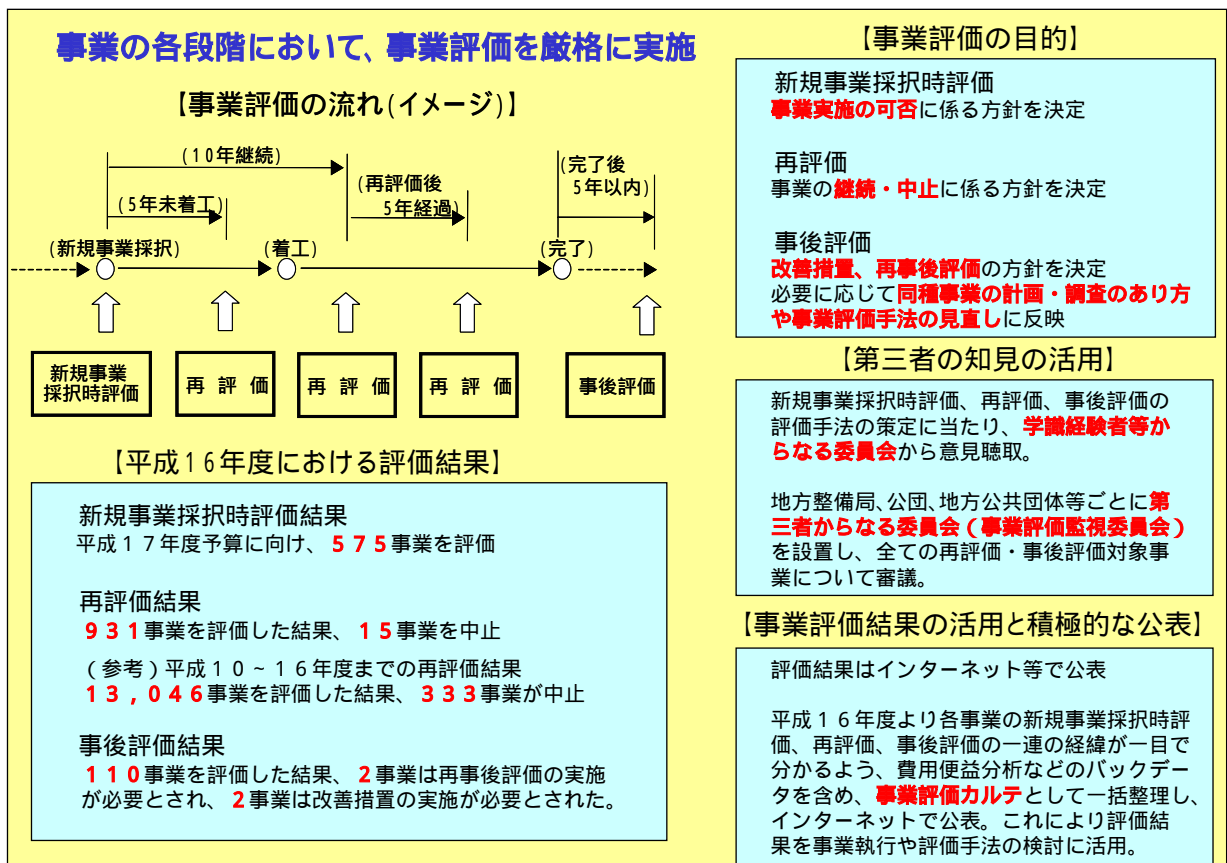 事業の各段階において、事業評価を厳格に実施
【事業評価の流れ(イメージ)】
(10年継続)
(完了後
5年以内)
(再評価後
5年経過)
(5年未着工)
(新規事業採択)
(着工)
(完了)
新規事業
採択時評価
再 評 価
再 評 価
再 評 価
事後評価
【平成16年度における評価結果】
新規事業採択時評価結果
平成17年度予算に向け、575事業を評価
再評価結果
931事業を評価した結果、15事業を中止
(参考)平成10~16年度までの再評価結果
13,046事業を評価した結果、333事業が中止
事後評価結果
110事業を評価した結果、2事業は再事後評価の実施
が必要とされ、2事業は改善措置の実施が必要とされた。
【事業評価の目的】
新規事業採択時評価
事業実施の可否に係る方針を決定
再評価
事業の継続・中止に係る方針を決定
事後評価
改善措置、再事後評価の方針を決定
必要に応じて同種事業の計画・調査のあり方
や事業評価手法の見直しに反映
【第三者の知見の活用】
新規事業採択時評価、再評価、事後評価の
評価手法の策定に当たり、学識経験者等か
らなる委員会から意見聴取。
地方整備局、公団、地方公共団体等ごとに第
三者からなる委員会(事業評価監視委員会)
を設置し、全ての再評価・事後評価対象事
業について審議。
【事業評価結果の活用と積極的な公表】
評価結果はインターネット等で公表
平成16年度より各事業の新規事業採択時評
価、再評価、事後評価の一連の経緯が一目で
分かるよう、費用便益分析などのバックデー
タを含め、事業評価カルテとして一括整理し、
インターネットで公表。これにより評価結
果を事業執行や評価手法の検討に活用。